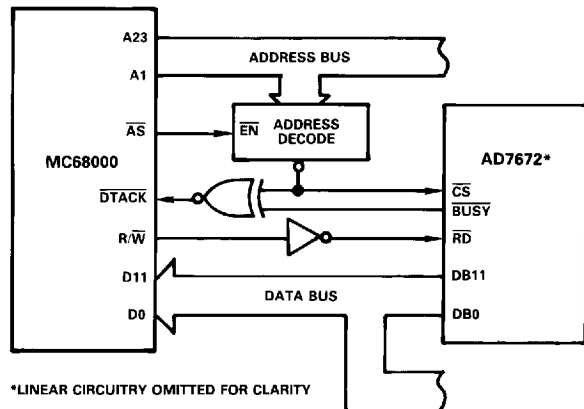 A23
ADDRESS BUS
A1
AS
EN
ADDRESS
DECODE
MC68000
AD7672*
DTACK
CS
BUSY
R/W
RD
D11
DB11
DATA BUS
D0
DB0
*LINEAR CIRCUITRY OMITTED FOR CLARITY